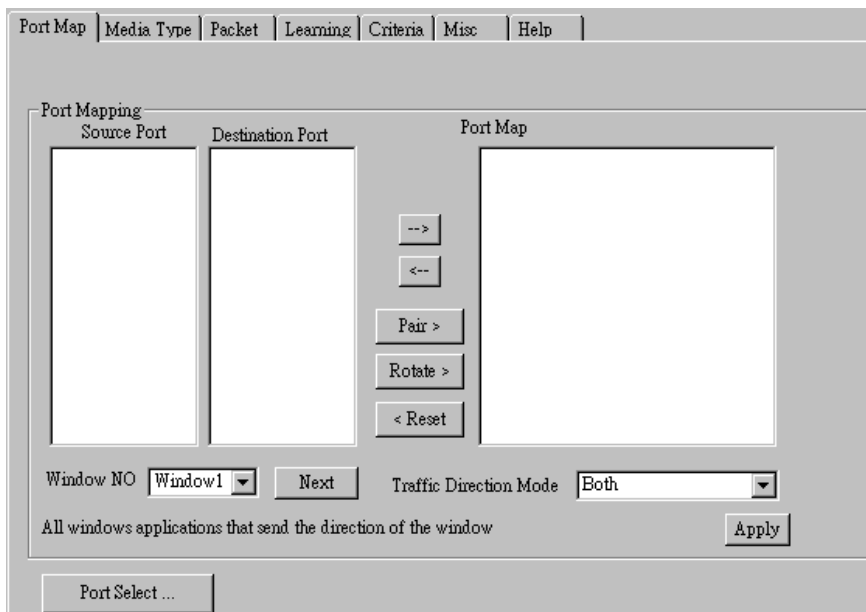 Port Map Media Type Packet Learning Criteria Misc Help
Port Mapping
Source Port Destination Port Port Map
-->
<--
Pair >
Rotate >
< Reset
Window NO Window1 Next Traffic Direction Mode Both
All windows applications that send the direction of the window Apply
Port Select ...